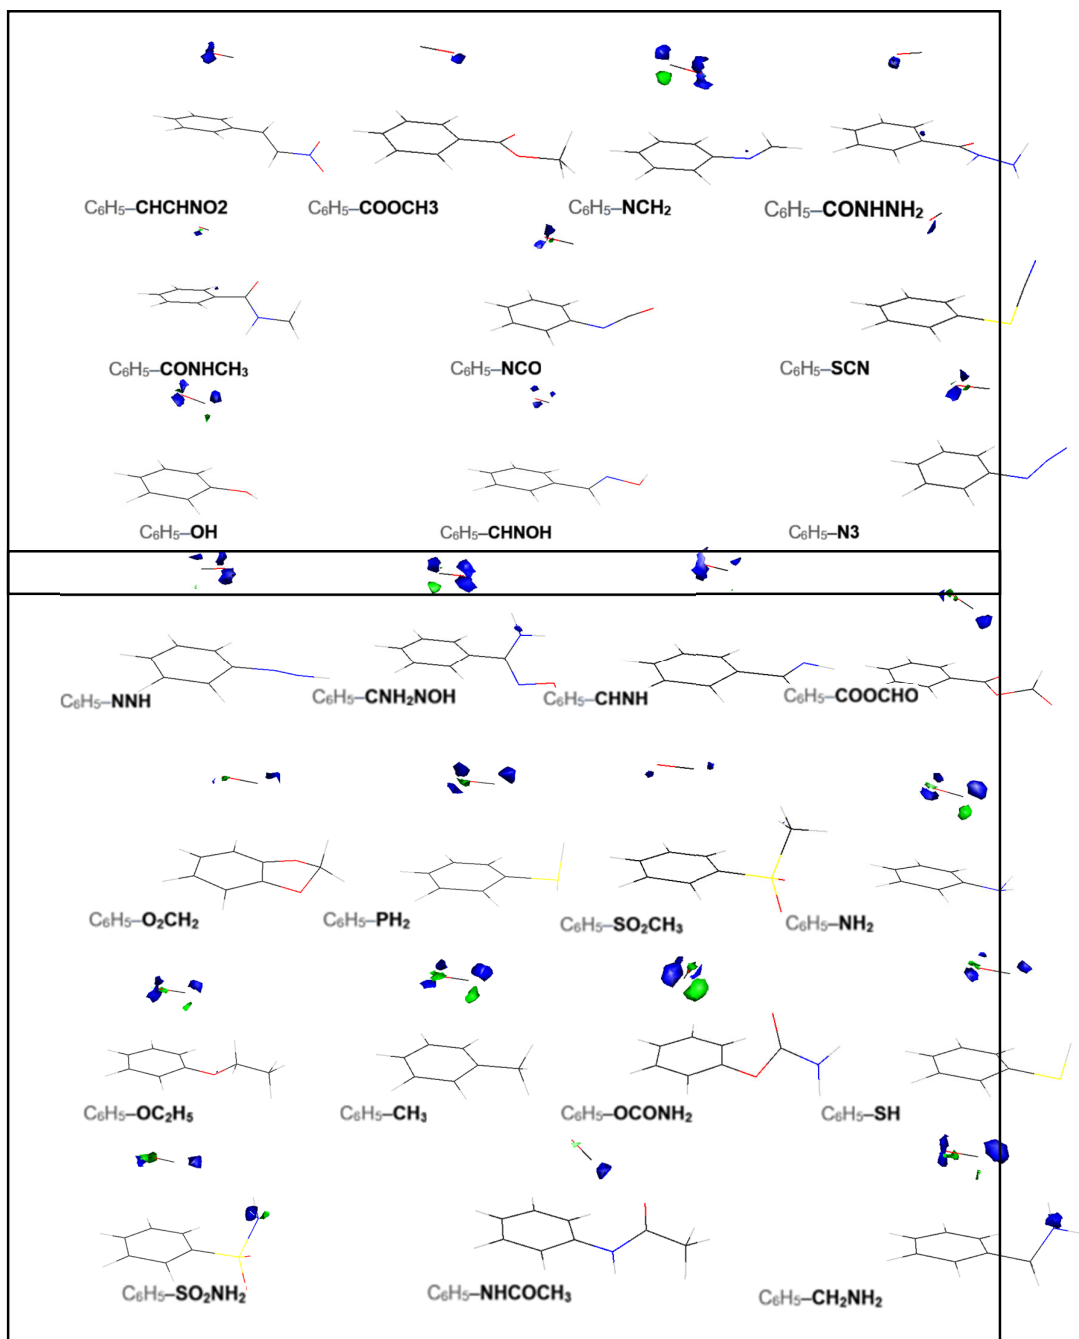 C₆H₅–CHCHNO2 C₆H₅–COOCH3 C₆H₅–NCH₂ C₆H₅–CONHNH₂
C₆H₅–CONHCH₃ C₆H₅–NCO C₆H₅–SCN
C₆H₅–OH C₆H₅–CHNOH C₆H₅–N3
C₆H₅–NNH C₆H₅–CNH₂NOH C₆H₅–CHNH C₆H₅–COOCHO
C₆H₅–O₂CH₂ C₆H₅–PH₂ C₆H₅–SO₂CH₃ C₆H₅–NH₂
C₆H₅–OC₂H₅ C₆H₅–CH₃ C₆H₅–OCONH₂ C₆H₅–SH
C₆H₅–SO₂NH₂ C₆H₅–NHCOCH₃ C₆H₅–CH₂NH₂